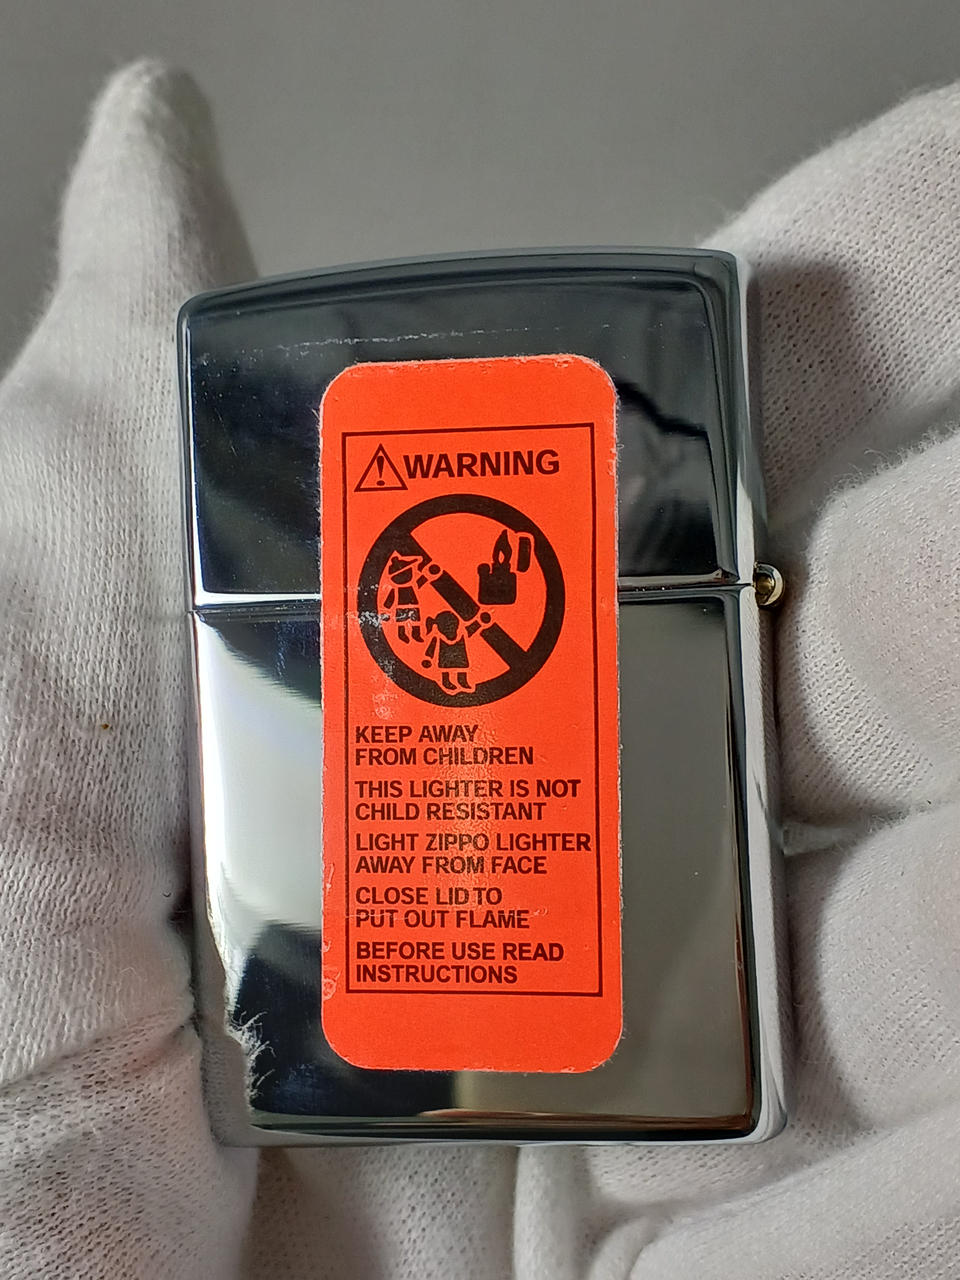 WARNING
KEEP AWAY
FROM CHILDREN
THIS LIGHTER IS NOT
CHILD RESISTANT
LIGHT ZIPPO LIGHTER
AWAY FROM FACE
CLOSE LID TO
PUT OUT FLAME
BEFORE USE READ
INSTRUCTIONS